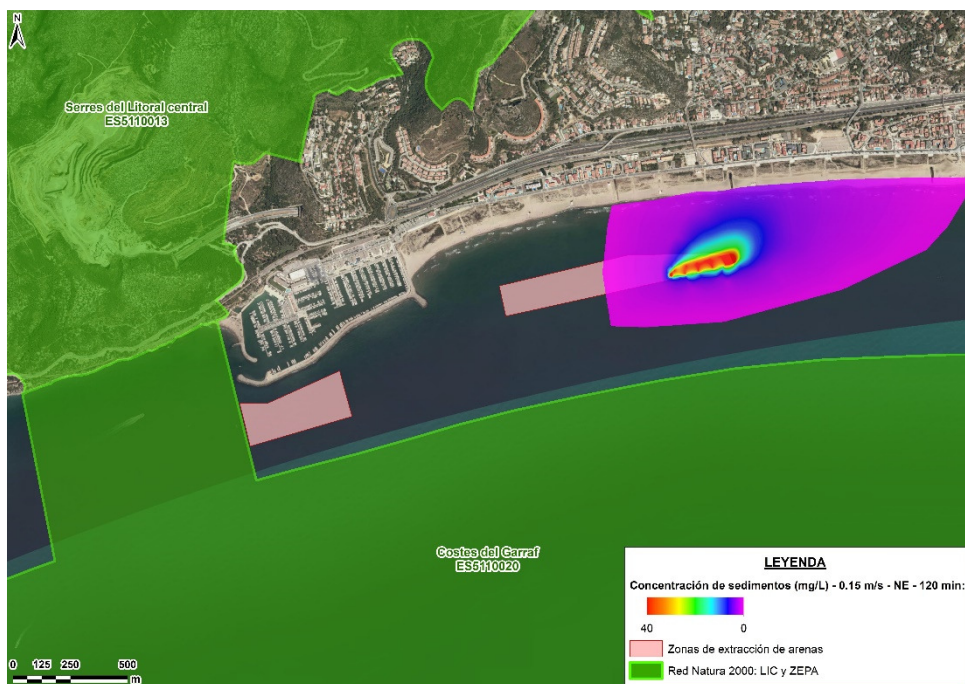 N
Serres del Litoral central
ES5110013
Costes del Garraf
ES5110020
LEYENDA
Concentración de sedimentos (mg/L) - 0.15 m/s - NE - 120 min:
40 0
Zonas de extracción de arenas
Red Natura 2000: LIC y ZEPA
0 125 250 500
m